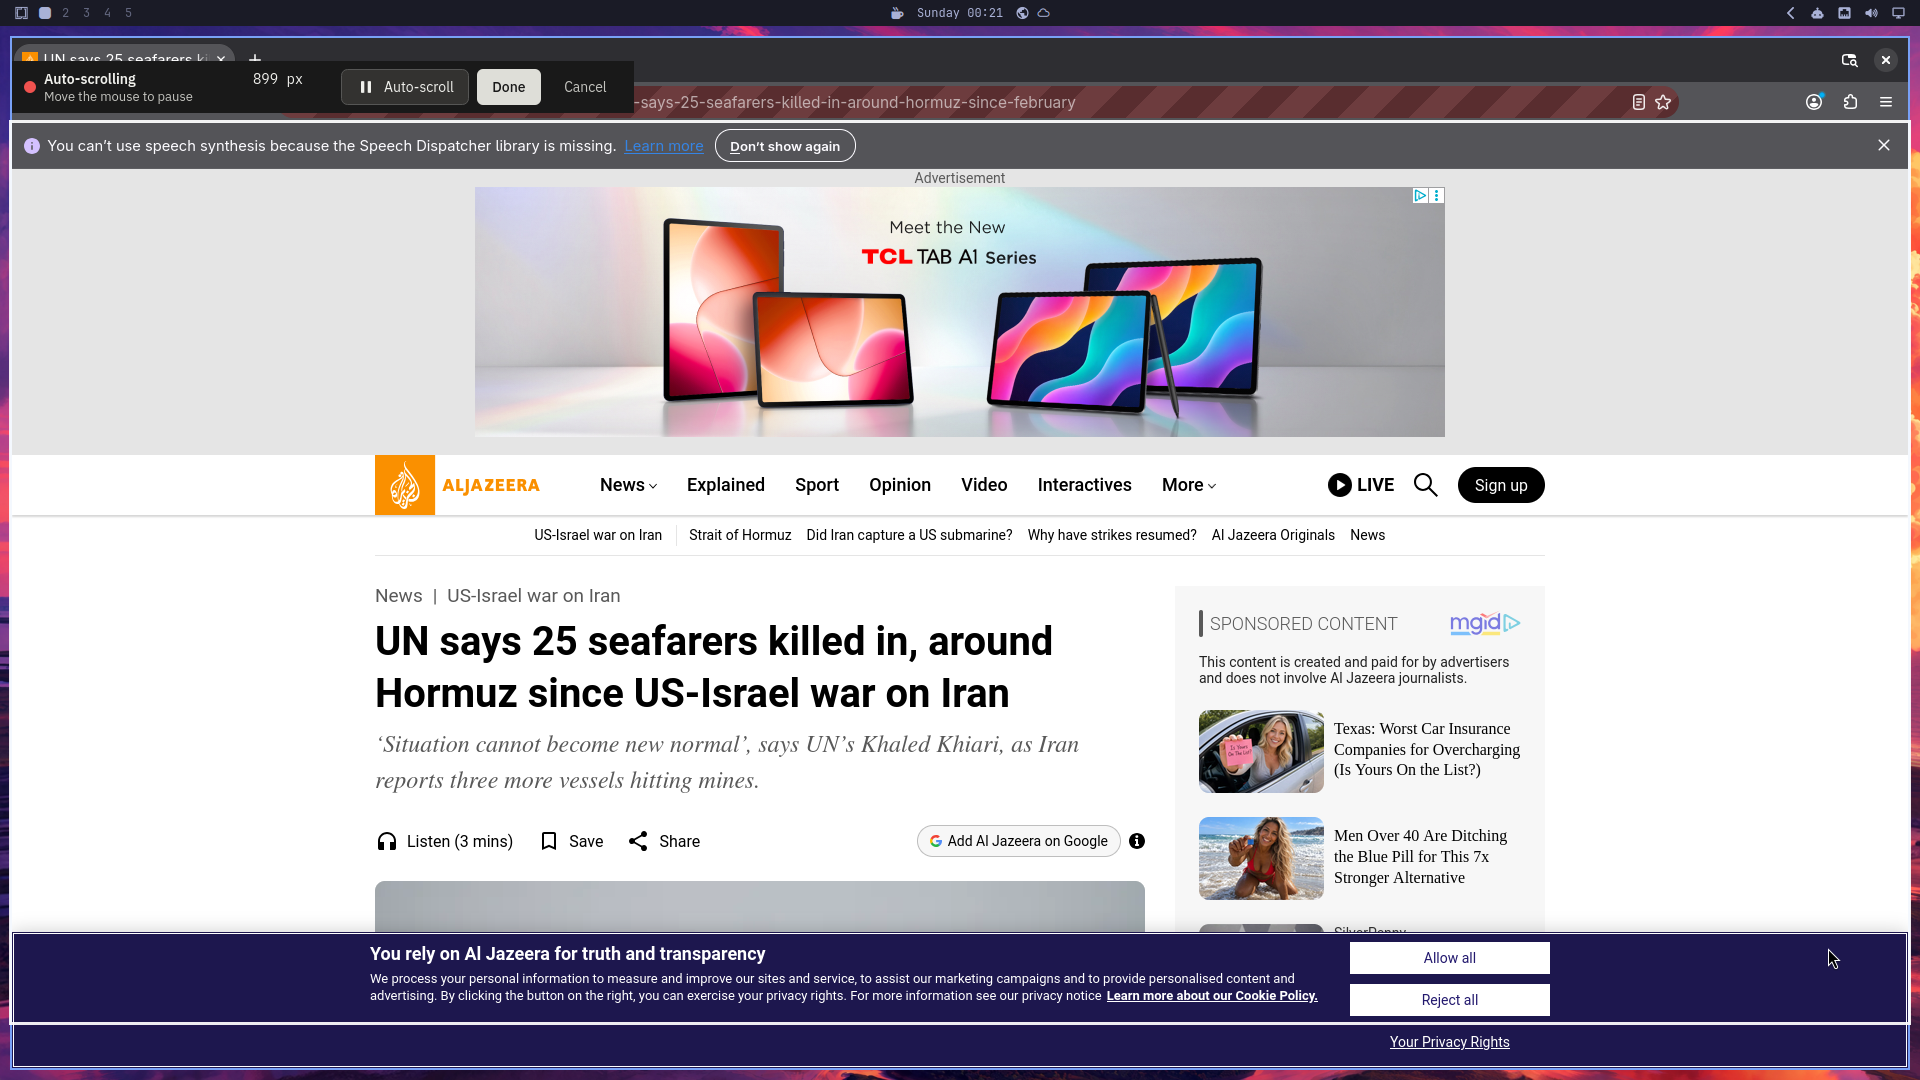 2 3 4 5
Sunday 00:21
UN says 25 seafarers ki
Auto-scrolling
Move the mouse to pause
899 px
Auto-scroll
Done
Cancel
-says-25-seafarers-killed-in-around-hormuz-since-february
You can't use speech synthesis because the Speech Dispatcher library is missing. Learn more
Don't show again
Advertisement
Meet the New
TCL TAB A1 Series
ALJAZEERA
News
Explained
Sport
Opinion
Video
Interactives
More
LIVE
Sign up
US-Israel war on Iran
Strait of Hormuz
Did Iran capture a US submarine?
Why have strikes resumed?
Al Jazeera Originals
News
News | US-Israel war on Iran
UN says 25 seafarers killed in, around
Hormuz since US-Israel war on Iran
‘Situation cannot become new normal’, says UN’s Khaled Khiari, as Iran
reports three more vessels hitting mines.
Listen (3 mins)
Save
Share
Add Al Jazeera on Google
SPONSORED CONTENT
mgid
This content is created and paid for by advertisers
and does not involve Al Jazeera journalists.
Texas: Worst Car Insurance
Companies for Overcharging
(Is Yours On the List?)
Men Over 40 Are Ditching
the Blue Pill for This 7x
Stronger Alternative
You rely on Al Jazeera for truth and transparency
We process your personal information to measure and improve our sites and service, to assist our marketing campaigns and to provide personalised content and
advertising. By clicking the button on the right, you can exercise your privacy rights. For more information see our privacy notice Learn more about our Cookie Policy.
Allow all
Reject all
Your Privacy Rights